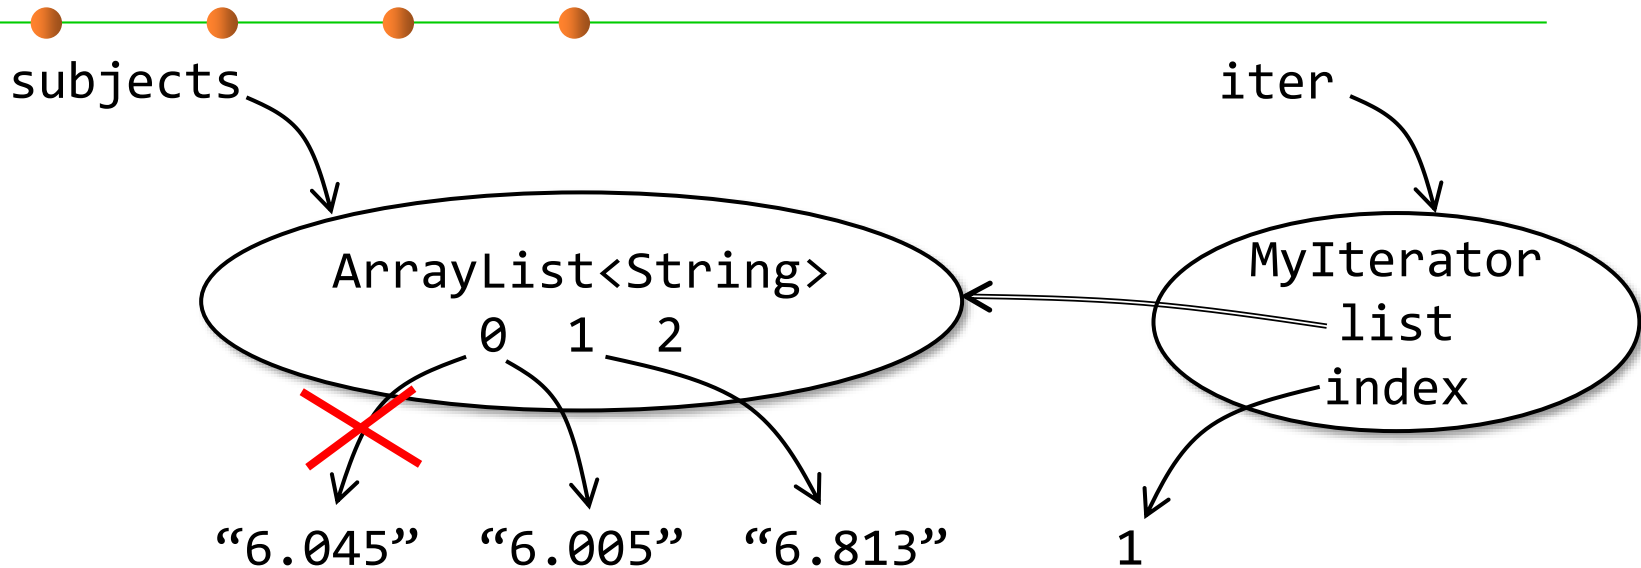 subjects
iter
ArrayList<String>
0 1 2
MyIterator
list
index
“6.045” “6.005” “6.813” 1